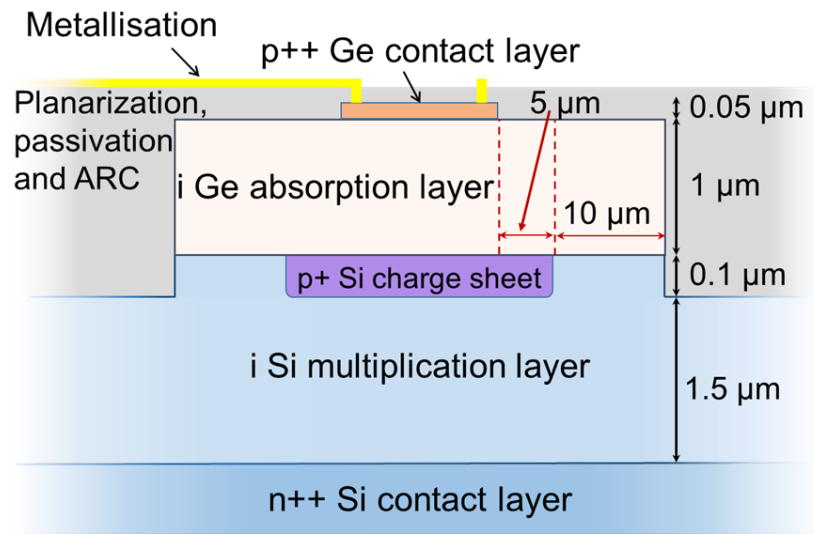 Metallisation
p++ Ge contact layer
Planarization,
passivation
and ARC
5 µm
0.05 µm
i Ge absorption layer
1 µm
10 µm
p+ Si charge sheet
0.1 µm
i Si multiplication layer
1.5 µm
n++ Si contact layer